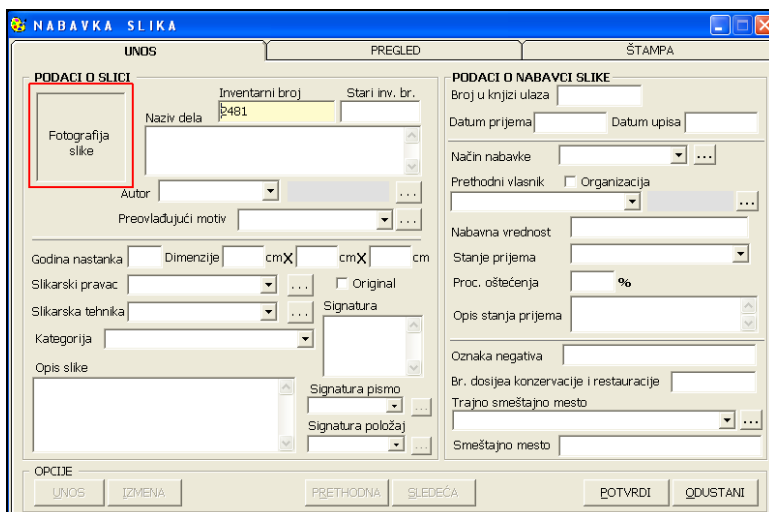 NABAVKA SLIKA
UNOS
PREGLED
ŠTAMPA
PODACI O SLICI
Fotografija
slike
Inventarni broj
Stari inv. br.
2481
Naziv dela
Autor
...
Preovlađujući motiv
...
Godina nastanka
Dimenzije
cmX
cmX
cm
Slikarski pravac
...
Original
Slikarska tehnika
...
Signatura
Kategorija
Opis slike
Signatura pismo
...
Signatura položaj
...
PODACI O NABAVCI SLIKE
Broj u knjizi ulaza
Datum prijema
Datum upisa
Način nabavke
...
Prethodni vlasnik
Organizacija
...
Nabavna vrednost
Stanje prijema
Proc. oštećenja
%
Opis stanja prijema
Oznaka negativa
Br. dosijea konzervacije i restauracije
Trajno smeštajno mesto
...
Smeštajno mesto
OPCIJE
UNOS
IZMENA
PRETHODNA
SLEDEĆA
POTVRDI
ODUSTANI